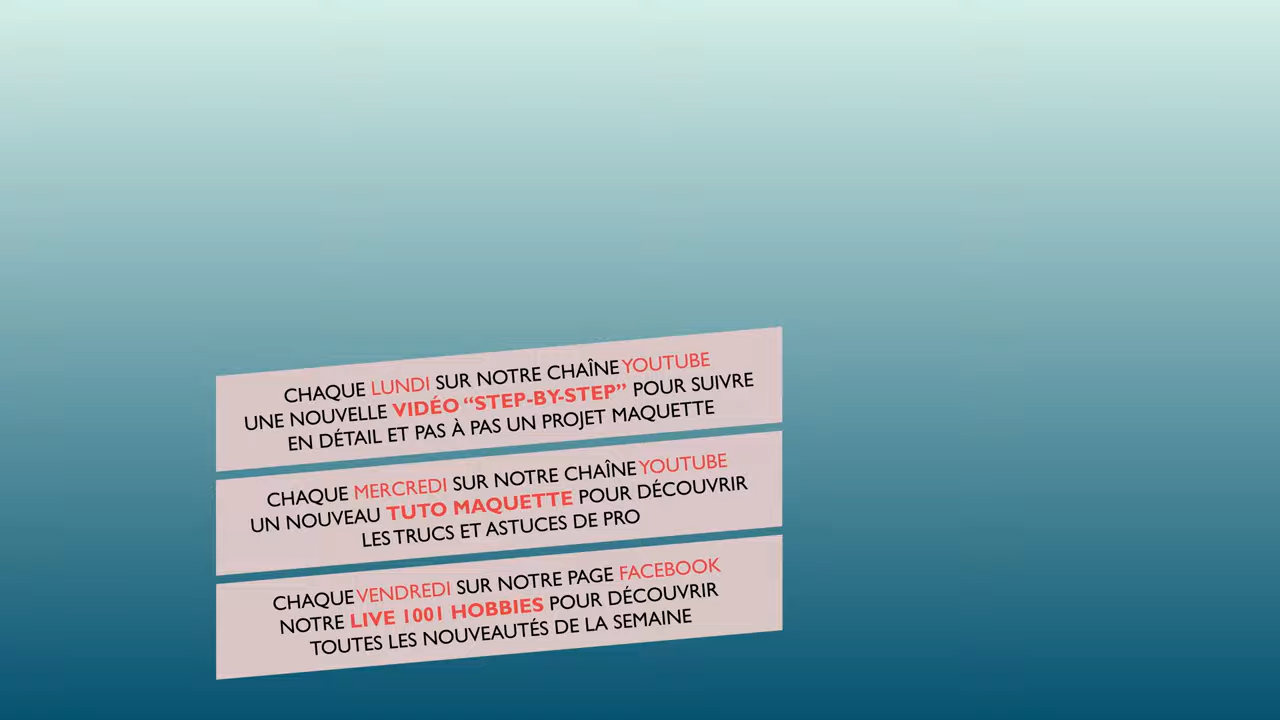 CHAQUE LUNDI SUR NOTRE CHAÎNE YOUTUBE
UNE NOUVELLE VIDÉO “STEP-BY-STEP” POUR SUIVRE
EN DÉTAIL ET PAS À PAS UN PROJET MAQUETTE
CHAQUE MERCREDI SUR NOTRE CHAÎNE YOUTUBE
UN NOUVEAU TUTO MAQUETTE POUR DÉCOUVRIR
LES TRUCS ET ASTUCES DE PRO
CHAQUE VENDREDI SUR NOTRE PAGE FACEBOOK
NOTRE LIVE 1001 HOBBIES POUR DÉCOUVRIR
TOUTES LES NOUVEAUTÉS DE LA SEMAINE